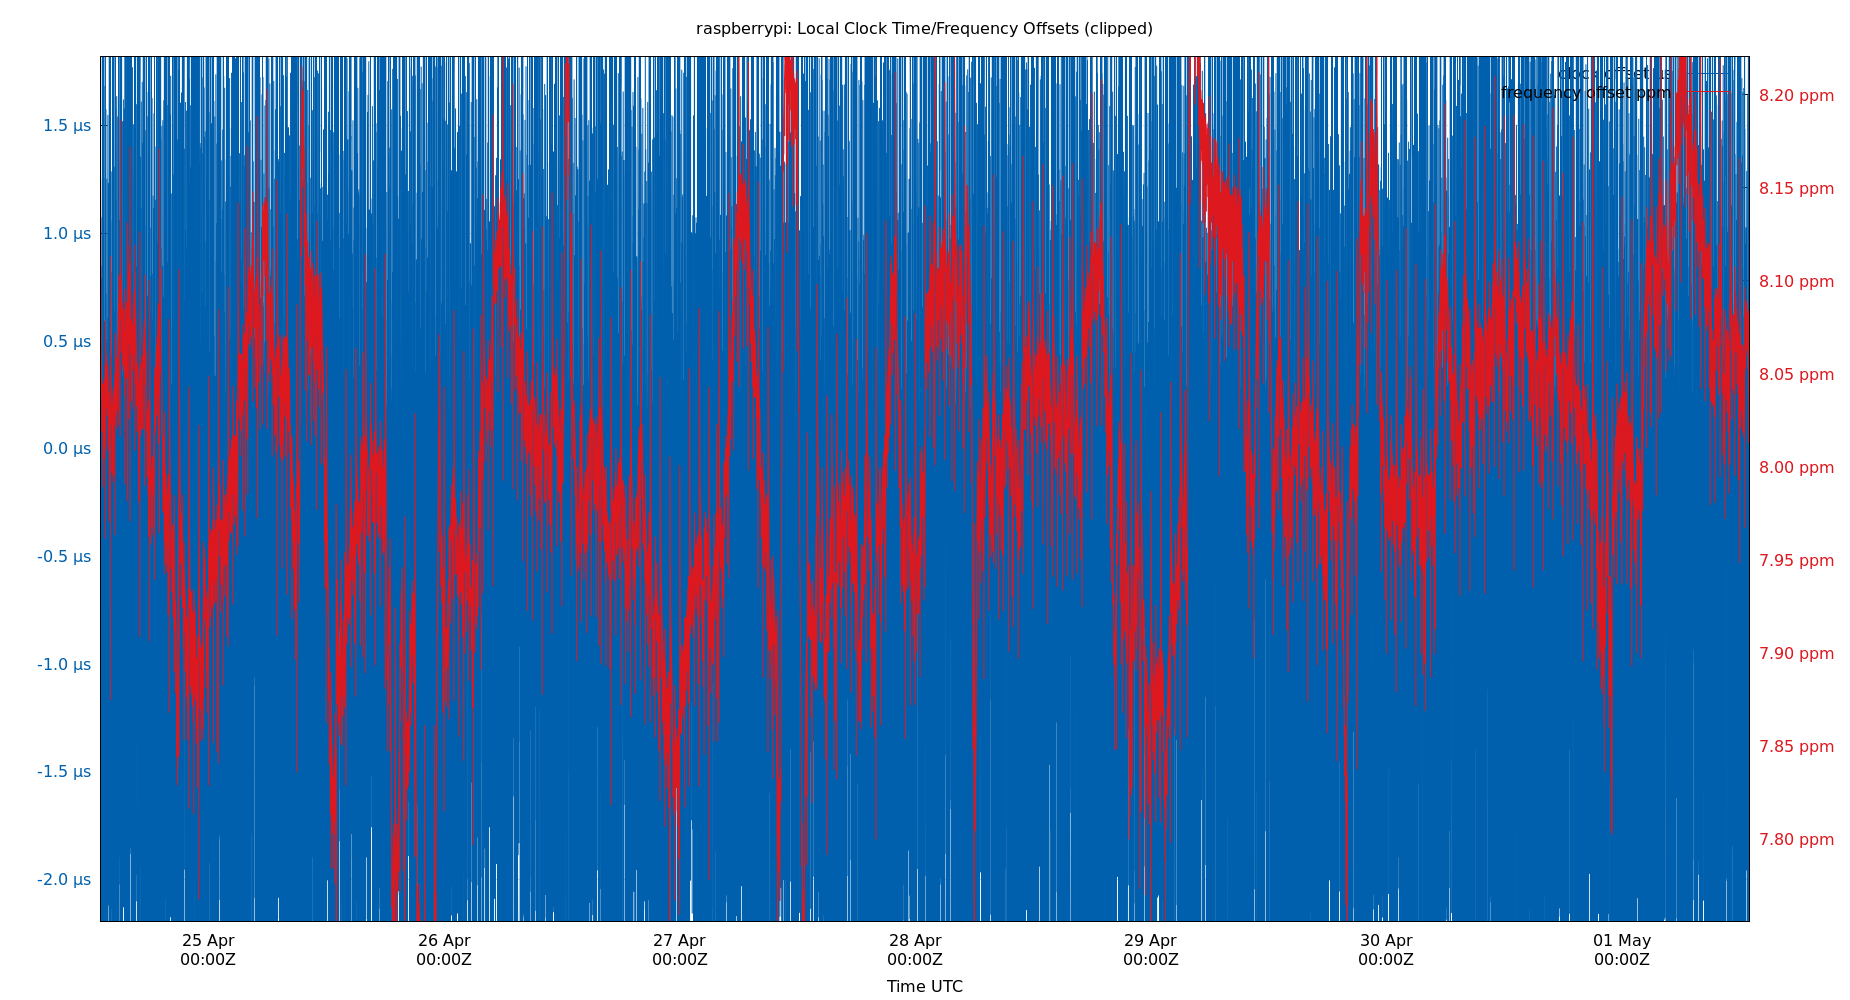 raspberrypi: Local Clock Time/Frequency Offsets (clipped)
clock offset µs
frequency offset ppm
1.5 µs
1.0 µs
0.5 µs
0.0 µs
-0.5 µs
-1.0 µs
-1.5 µs
-2.0 µs
8.20 ppm
8.15 ppm
8.10 ppm
8.05 ppm
8.00 ppm
7.95 ppm
7.90 ppm
7.85 ppm
7.80 ppm
25 Apr 26 Apr 27 Apr 28 Apr 29 Apr 30 Apr 01 May
00:00Z 00:00Z 00:00Z 00:00Z 00:00Z 00:00Z 00:00Z
Time UTC